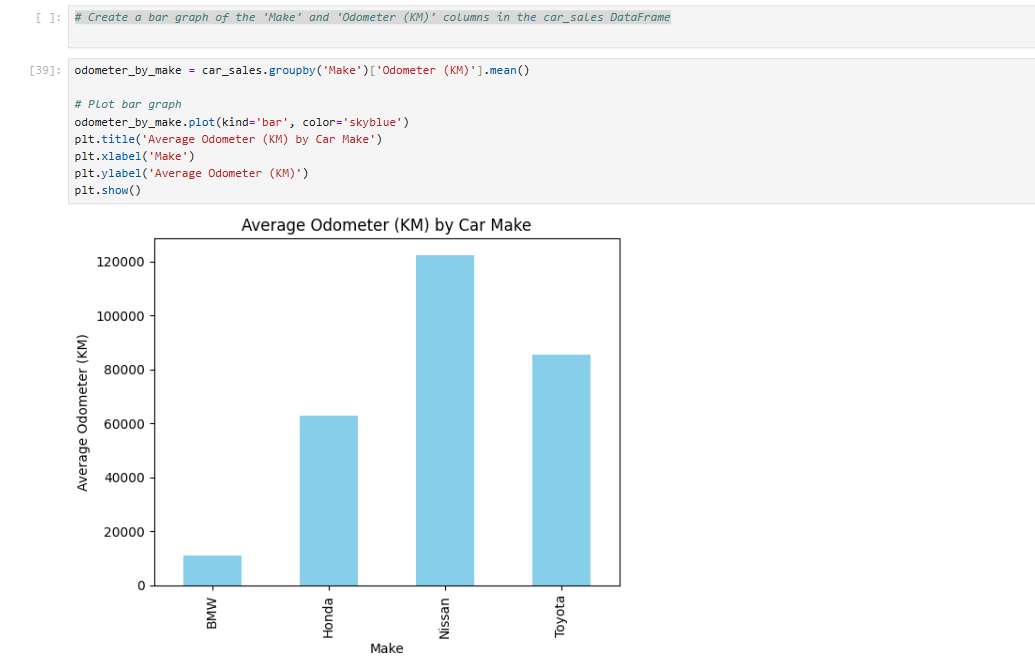 [ ]: # Create a bar graph of the 'Make' and 'Odometer (KM)' columns in the car_sales DataFrame
[39]: odometer_by_make = car_sales.groupby('Make')['Odometer (KM)'].mean()
# Plot bar graph
odometer_by_make.plot(kind='bar', color='skyblue')
plt.title('Average Odometer (KM) by Car Make')
plt.xlabel('Make')
plt.ylabel('Average Odometer (KM)')
plt.show()
Average Odometer (KM) by Car Make
Average Odometer (KM)
120000
100000
80000
60000
40000
20000
0
BMW
Honda
Nissan
Toyota
Make